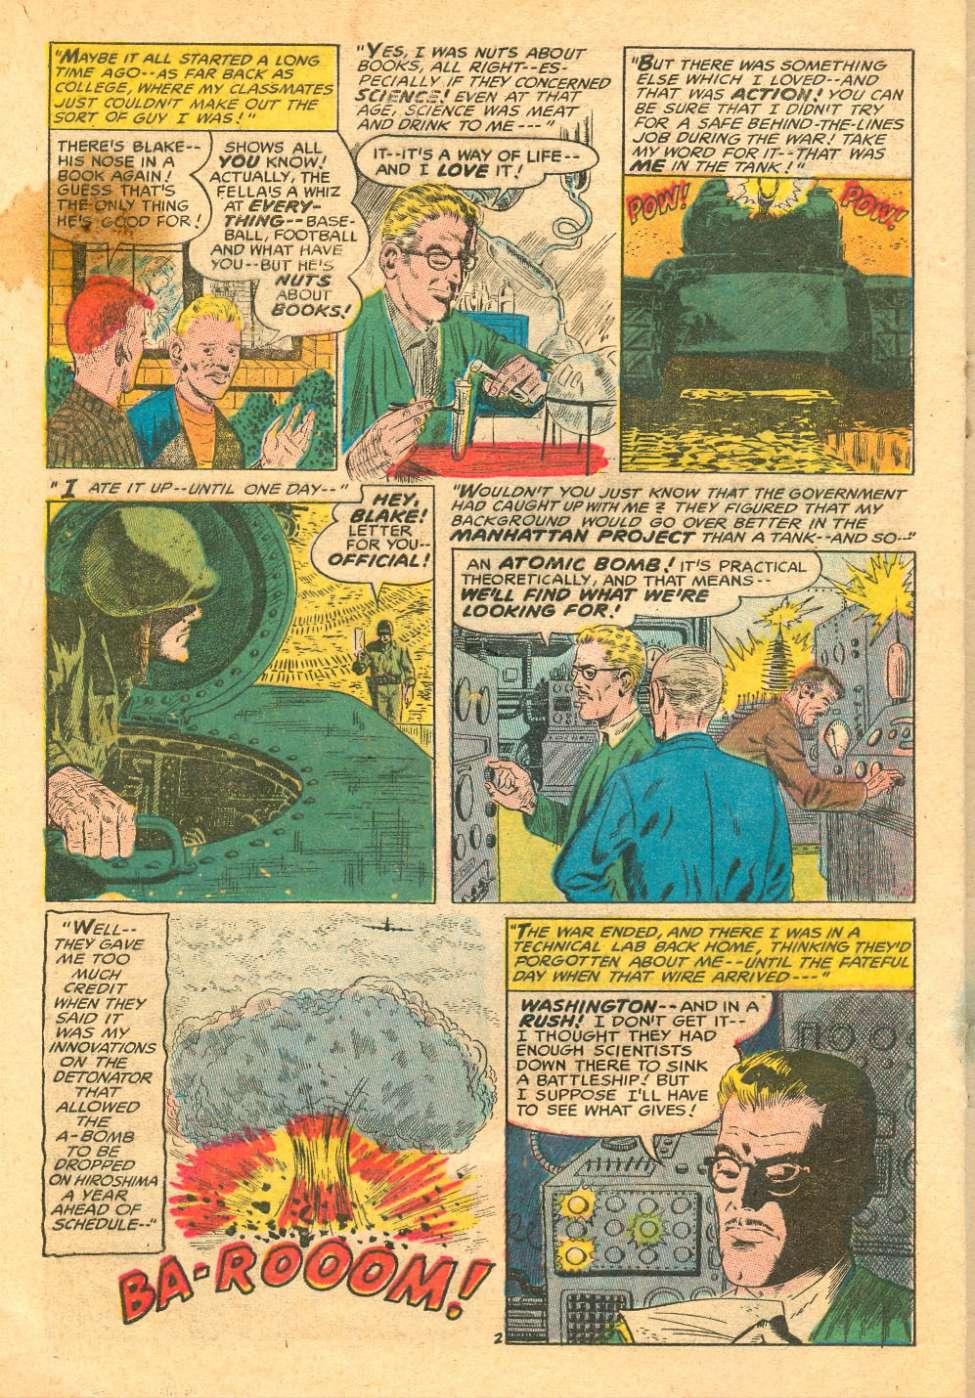 "MAYBE IT ALL STARTED A LONG
TIME AGO--AS FAR BACK AS
COLLEGE, WHERE MY CLASSMATES
JUST COULDN'T MAKE OUT THE
SORT OF GUY I WAS!"
THERE'S BLAKE--
HIS NOSE IN A
BOOK AGAIN!
GUESS THAT'S
THE ONLY THING
HE'S GOOD FOR!
SHOWS ALL
YOU KNOW!
ACTUALLY, THE
FELLA'S A WHIZ
AT EVERY-
THING--BASE-
BALL, FOOTBALL
AND WHAT HAVE
YOU--BUT HE'S
NUTS
ABOUT
BOOKS!
"YES, I WAS NUTS ABOUT
BOOKS, ALL RIGHT--ES-
PECIALLY IF THEY CONCERNED
SCIENCE! EVEN AT THAT
AGE, SCIENCE WAS MEAT
AND DRINK TO ME---"
IT--IT'S A WAY OF LIFE--
AND I LOVE IT!
"BUT THERE WAS SOMETHING
ELSE WHICH I LOVED--AND
THAT WAS ACTION! YOU CAN
BE SURE THAT I DIDN'T TRY
FOR A SAFE BEHIND-THE-LINES
JOB DURING THE WAR! TAKE
MY WORD FOR IT--THAT WAS
ME IN THE TANK!"
POW!
POW!
"I ATE IT UP--UNTIL ONE DAY--"
HEY,
BLAKE!
LETTER
FOR YOU--
OFFICIAL!
"WOULDN'T YOU JUST KNOW THAT THE GOVERNMENT
HAD CAUGHT UP WITH ME? THEY FIGURED THAT MY
BACKGROUND WOULD GO OVER BETTER IN THE
MANHATTAN PROJECT THAN A TANK--AND SO--"
AN ATOMIC BOMB! IT'S PRACTICAL
THEORETICALLY, AND THAT MEANS--
WE'LL FIND WHAT WE'RE
LOOKING FOR!
"WELL--
THEY GAVE
ME TOO
MUCH
CREDIT
WHEN THEY
SAID IT
WAS MY
INNOVATIONS
ON THE
DETONATOR
THAT
ALLOWED
THE
A-BOMB
TO BE
DROPPED
ON HIROSHIMA
A YEAR
AHEAD OF
SCHEDULE--"
BA-ROOOM!
"THE WAR ENDED, AND THERE I WAS IN A
TECHNICAL LAB BACK HOME, THINKING THEY'D
FORGOTTEN ABOUT ME--UNTIL THE FATEFUL
DAY WHEN THAT WIRE ARRIVED---"
WASHINGTON--AND IN A
RUSH! I DON'T GET IT--
I THOUGHT THEY HAD
ENOUGH SCIENTISTS
DOWN THERE TO SINK
A BATTLESHIP! BUT
I SUPPOSE I'LL HAVE
TO SEE WHAT GIVES!
2